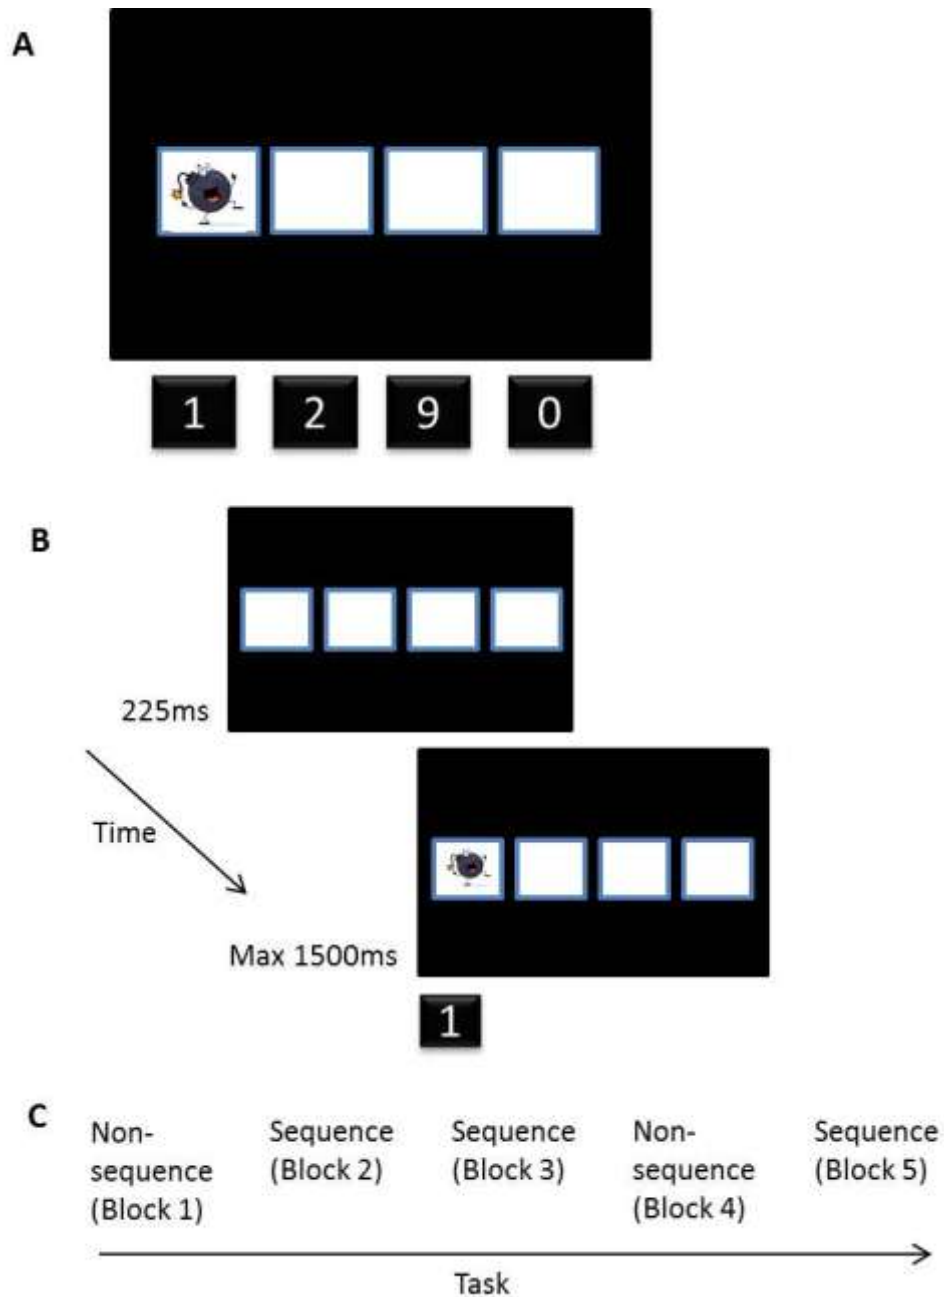 A
1 2 9 0
B
225ms
Time
Max 1500ms
1
C
Non-
sequence
(Block 1)
Sequence
(Block 2)
Sequence
(Block 3)
Non-
sequence
(Block 4)
Sequence
(Block 5)
Task